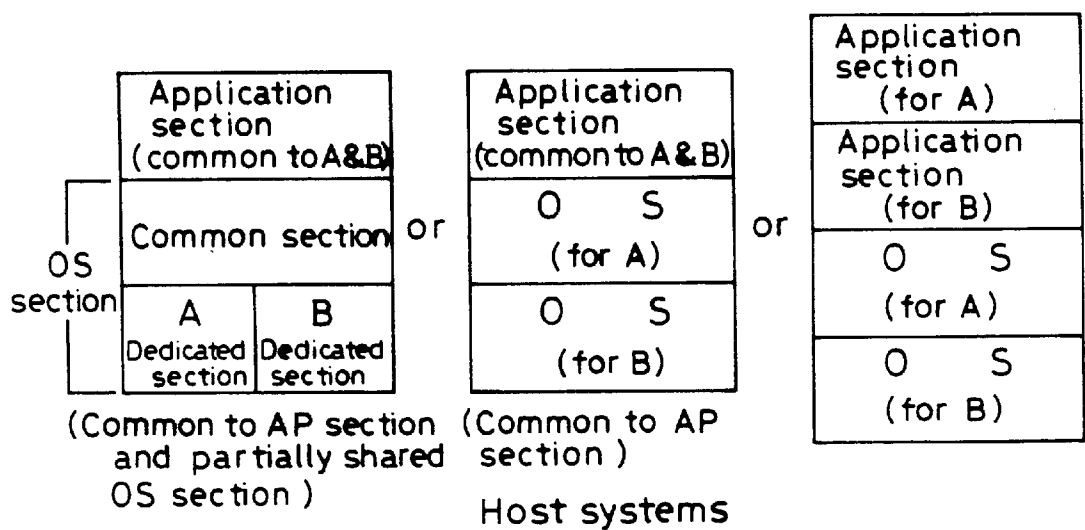 Application
section
(common to A&B)
Common section
OS
section
A
Dedicated
section
B
Dedicated
section
(Common to AP section
and partially shared
OS section)
or
Application
section
(common to A&B)
O S
(for A)
O S
(for B)
(Common to AP
section)
or
Application
section
(for A)
Application
section
(for B)
O S
(for A)
O S
(for B)
Host systems